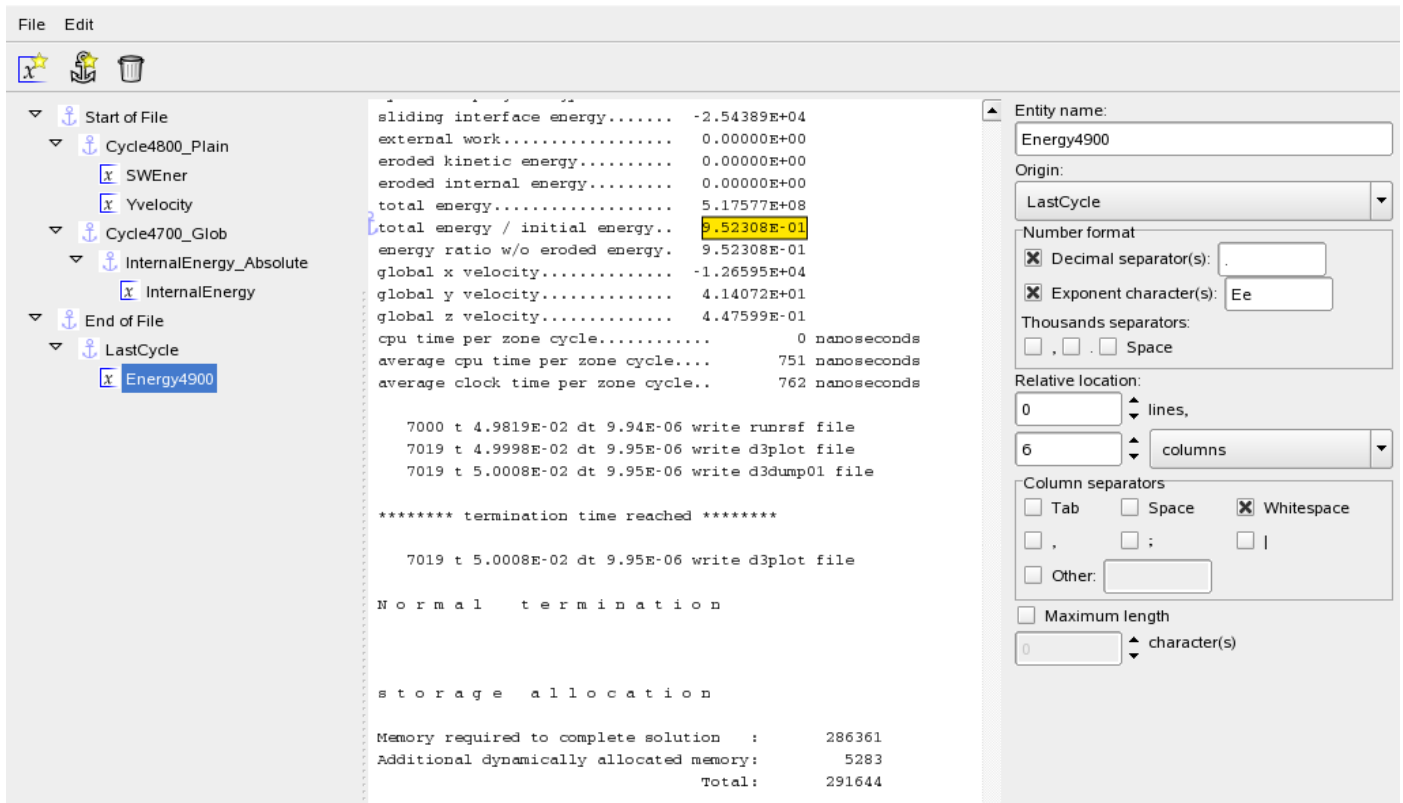 File Edit
Start of File
Cycle4800_Plain
x SWEner
x Yvelocity
Cycle4700_Glob
InternalEnergy_Absolute
x InternalEnergy
End of File
LastCycle
x Energy4900
sliding interface energy....... -2.54389E+04
external work.................. 0.00000E+00
eroded kinetic energy.......... 0.00000E+00
eroded internal energy......... 0.00000E+00
total energy................... 5.17577E+08
total energy / initial energy.. 9.52308E-01
energy ratio w/o eroded energy. 9.52308E-01
global x velocity.............. -1.26595E+04
global y velocity.............. 4.14072E+01
global z velocity.............. 4.47599E-01
cpu time per zone cycle............ 0 nanoseconds
average cpu time per zone cycle.... 751 nanoseconds
average clock time per zone cycle.. 762 nanoseconds
7000 t 4.9819E-02 dt 9.94E-06 write runrsf file
7019 t 4.9998E-02 dt 9.95E-06 write d3plot file
7019 t 5.0008E-02 dt 9.95E-06 write d3dump01 file
******** termination time reached ********
7019 t 5.0008E-02 dt 9.95E-06 write d3plot file
N o r m a l t e r m i n a t i o n
s t o r a g e a l l o c a t i o n
Memory required to complete solution : 286361
Additional dynamically allocated memory: 5283
Total: 291644
Entity name:
Energy4900
Origin:
LastCycle
Number format
Decimal separator(s): .
Exponent character(s): Ee
Thousands separators:
, . Space
Relative location:
0 lines,
6 columns
Column separators
Tab Space Whitespace
, ; |
Other:
Maximum length
0 character(s)